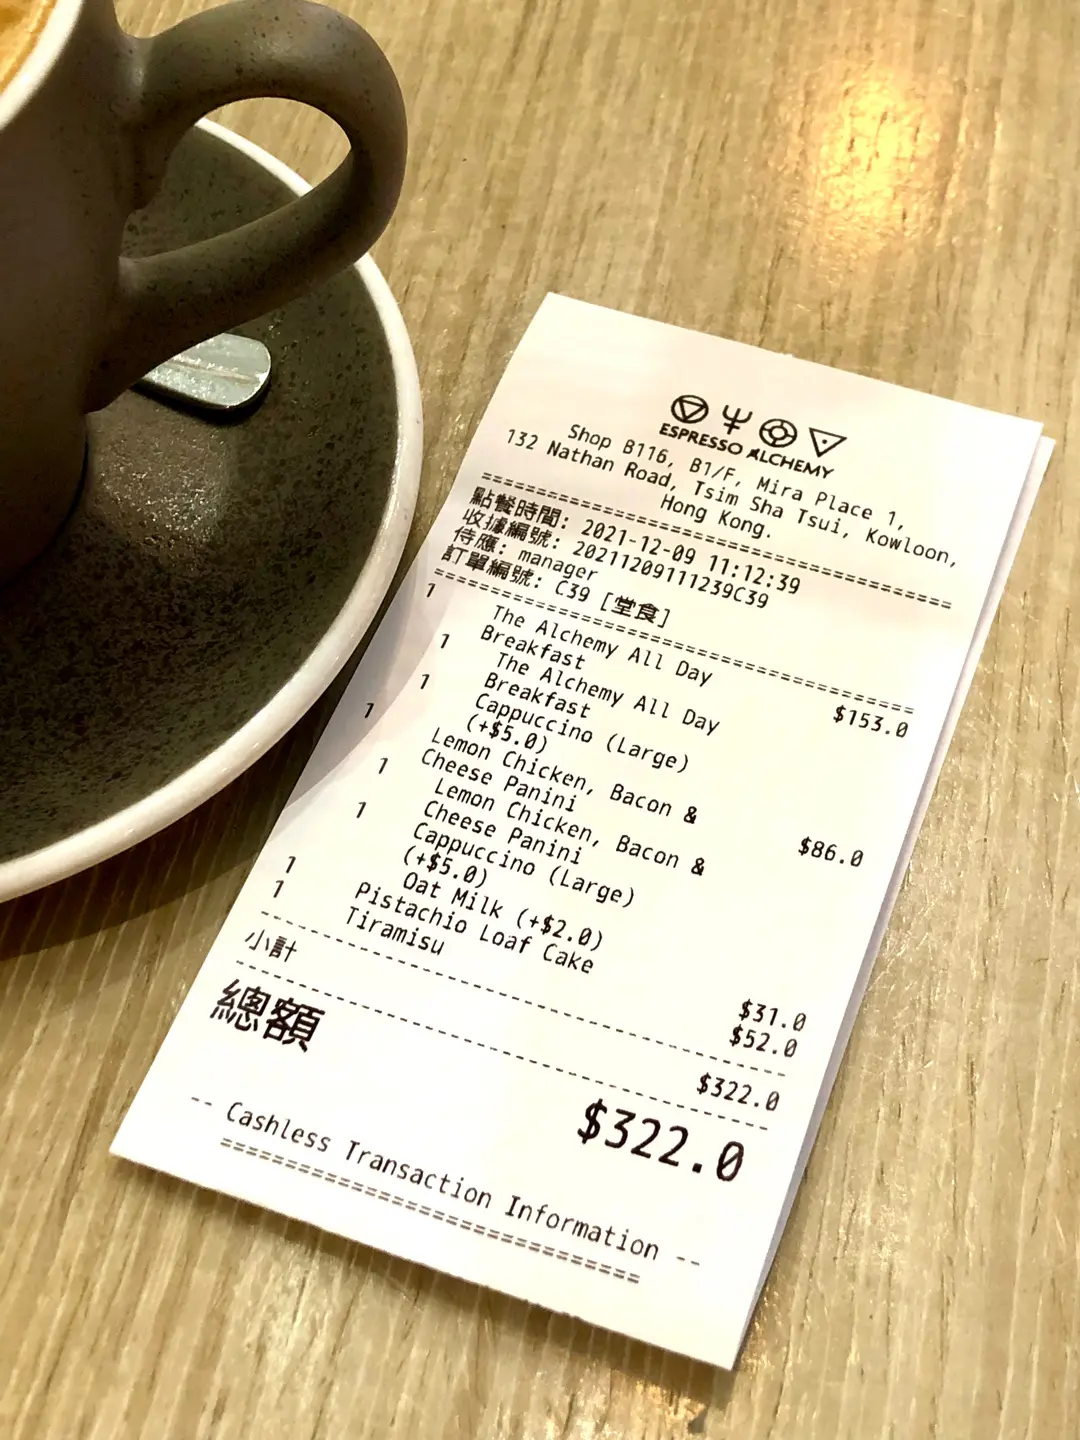 ESPRESSO ALCHEMY
Shop B116, B1/F, Mira Place 1,
132 Nathan Road, Tsim Sha Tsui, Kowloon,
Hong Kong.
點餐時間: 2021-12-09 11:12:39
收據編號: 20211209111239C39
侍應: manager
訂單編號: C39 [堂食]
1 The Alchemy All Day
Breakfast $153.0
1 The Alchemy All Day
Breakfast
1 Cappuccino (Large)
(+$5.0)
1 Lemon Chicken, Bacon &
Cheese Panini $86.0
1 Lemon Chicken, Bacon &
Cheese Panini
1 Cappuccino (Large)
(+$5.0)
Oat Milk (+$2.0)
1 Pistachio Loaf Cake $31.0
1 Tiramisu $52.0
小計 $322.0
總額 $322.0
-- Cashless Transaction Information --